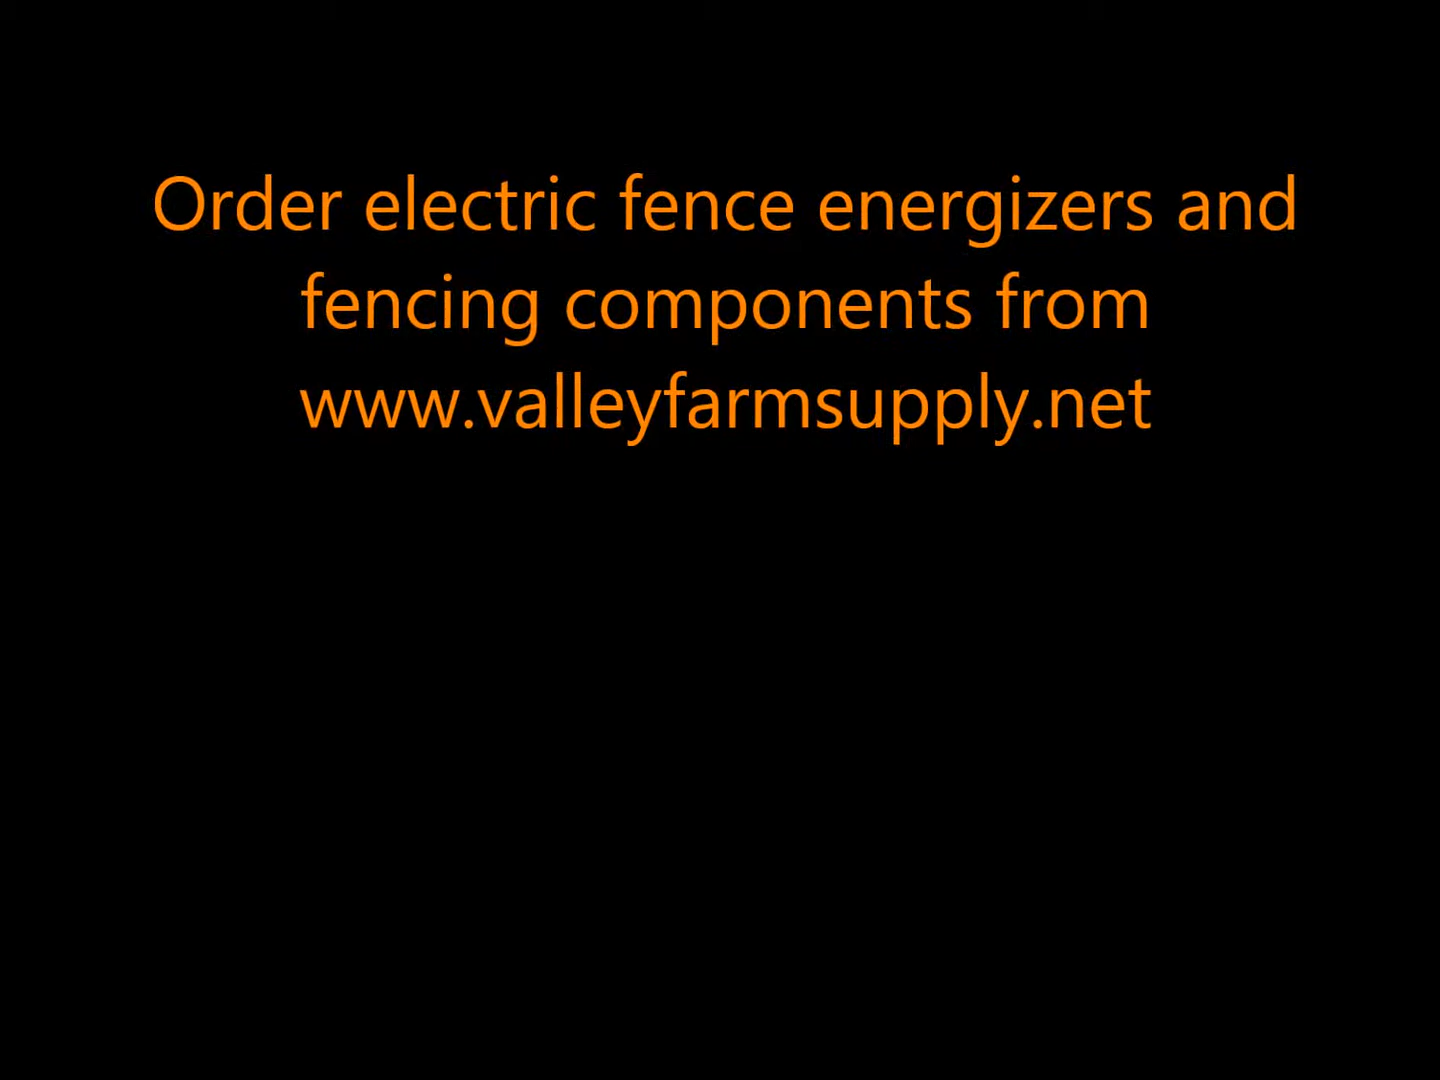 Order electric fence energizers and
fencing components from
www.valleyfarmsupply.net